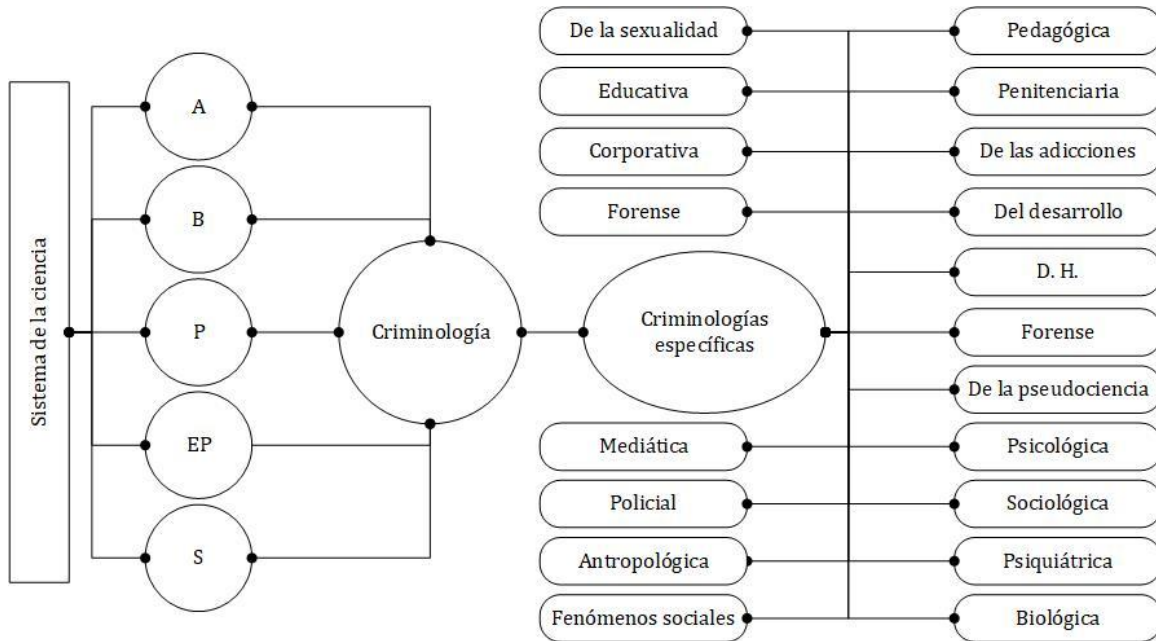 Sistema de la ciencia
A
B
P
EP
S
Criminología
Criminologías
específicas
De la sexualidad
Educativa
Corporativa
Forense
Mediática
Policial
Antropológica
Fenómenos sociales
Pedagógica
Penitenciaria
De las adicciones
Del desarrollo
D. H.
Forense
De la pseudociencia
Psicológica
Sociológica
Psiquiátrica
Biológica